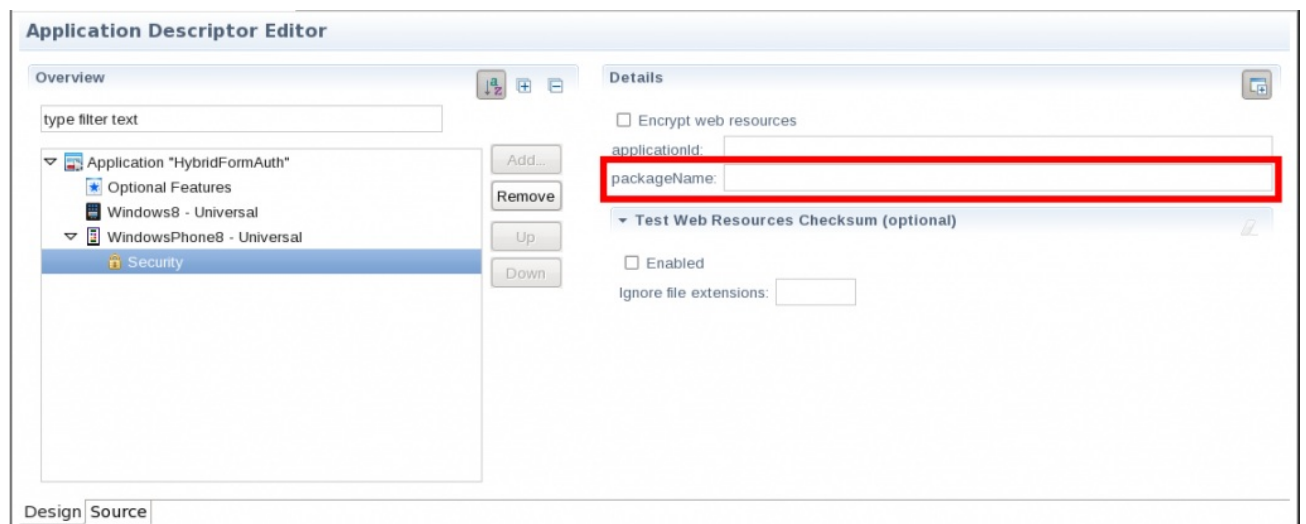 Application Descriptor Editor
Overview
type filter text
Application "HybridFormAuth"
Optional Features
Windows8 - Universal
WindowsPhone8 - Universal
Security
Add...
Remove
Up
Down
Details
Encrypt web resources
applicationId:
packageName:
Test Web Resources Checksum (optional)
Enabled
Ignore file extensions:
Design Source